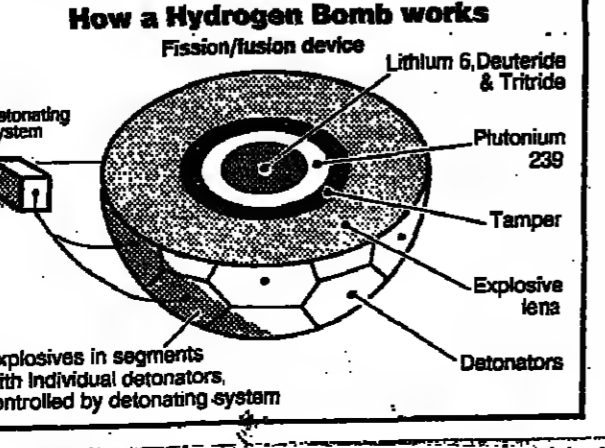 How a Hydrogen Bomb works
Fission/fusion device
Lithium 6, Deuteride
& Tritride
etonating
ystem
Plutonium
239
Tamper
Explosive
lens
Detonators
xplosives in segments
ith Individual detonators,
ontrolled by detonating system